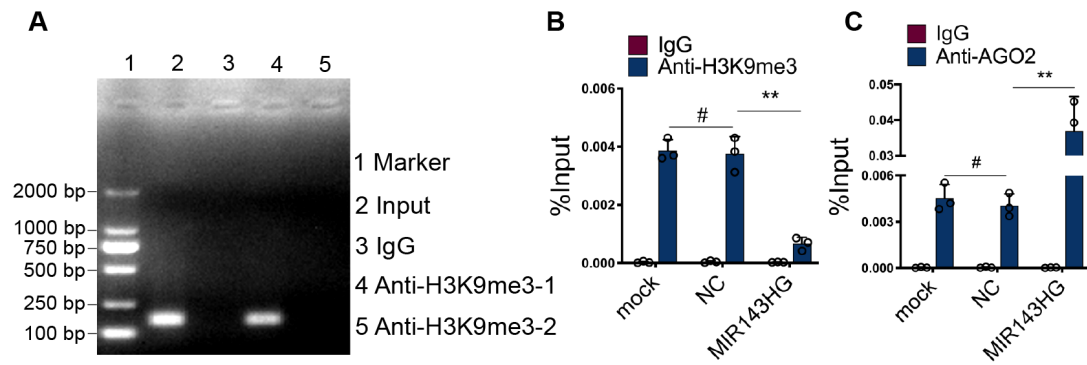 A
1 2 3 4 5
2000 bp
1000 bp
750 bp
500 bp
250 bp
100 bp
1 Marker
2 Input
3 IgG
4 Anti-H3K9me3-1
5 Anti-H3K9me3-2
B
IgG
Anti-H3K9me3
%Input
0.006
0.004
0.002
0.000
#
**
mock
NC
MIR143HG
C
IgG
Anti-AGO2
%Input
0.05
0.04
0.03
0.006
0.003
0.000
#
**
mock
NC
MIR143HG